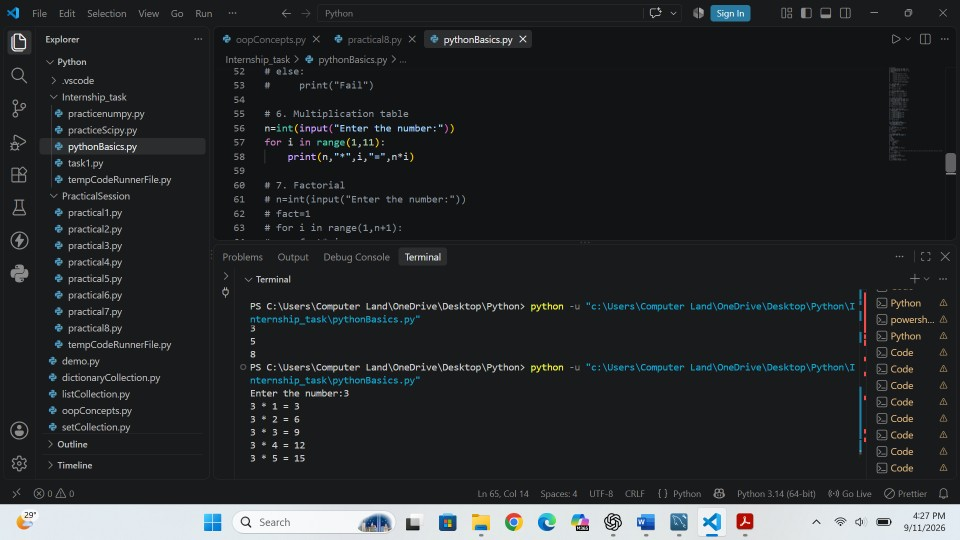 File Edit Selection View Go Run ··· Python Sign In
Explorer ···
Python
.vscode
Internship_task
practicenumpy.py
practiceScipy.py
pythonBasics.py
task1.py
tempCodeRunnerFile.py
PracticalSession
practical1.py
practical2.py
practical3.py
practical4.py
practical5.py
practical6.py
practical7.py
practical8.py
tempCodeRunnerFile.py
demo.py
dictionaryCollection.py
listCollection.py
oopConcepts.py
setCollection.py
Outline
Timeline
oopConcepts.py practical8.py pythonBasics.py
Internship_task > pythonBasics.py > ...
52 # else:
53 #     print("Fail")
54
55 # 6. Multiplication table
56 n=int(input("Enter the number:"))
57 for i in range(1,11):
58     print(n,"*",i,"=",n*i)
59
60 # 7. Factorial
61 # n=int(input("Enter the number:"))
62 # fact=1
63 # for i in range(1,n+1):
Problems Output Debug Console Terminal
Terminal
PS C:\Users\Computer Land\OneDrive\Desktop\Python> python -u "c:\Users\Computer Land\OneDrive\Desktop\Python\I
nternship_task\pythonBasics.py"
3
5
8
PS C:\Users\Computer Land\OneDrive\Desktop\Python> python -u "c:\Users\Computer Land\OneDrive\Desktop\Python\I
nternship_task\pythonBasics.py"
Enter the number:3
3 * 1 = 3
3 * 2 = 6
3 * 3 = 9
3 * 4 = 12
3 * 5 = 15
Python
powersh...
Python
Code
Code
Code
Code
Code
Code
Code
Code
0 0 Ln 65, Col 14 Spaces: 4 UTF-8 CRLF { } Python Python 3.14 (64-bit) Go Live Prettier
29° Search M365 4:27 PM
9/11/2026